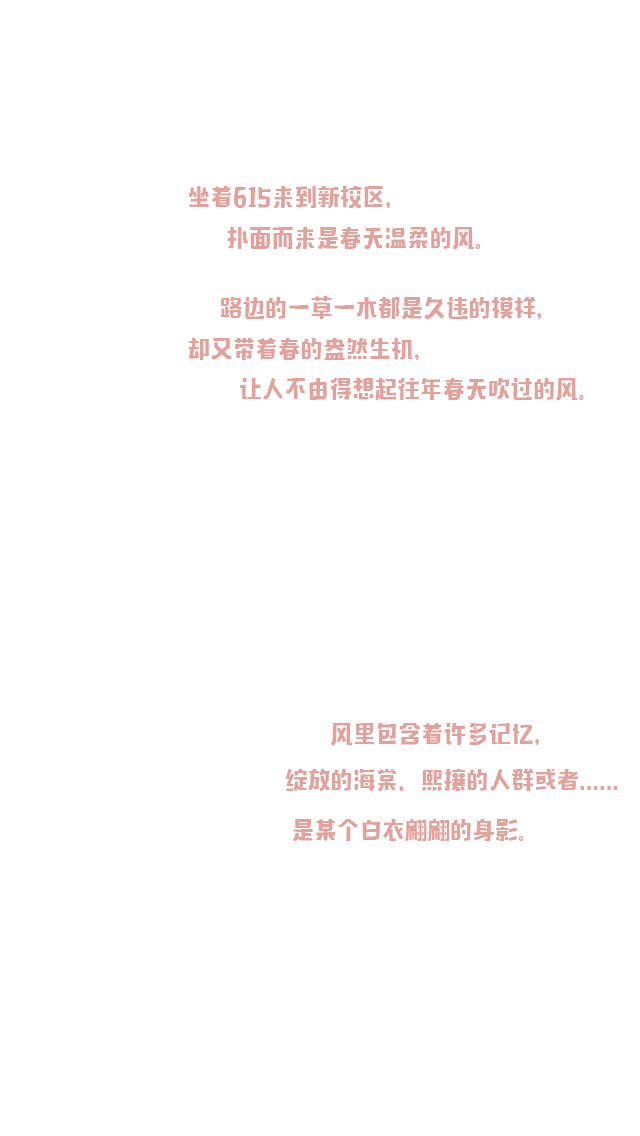 坐着615来到新校区,
扑面而来是春天温柔的风。
路边的一草一木都是久违的模样,
却又带着春的盎然生机,
让人不由得想起往年春天吹过的风。
风里包含着许多记忆,
绽放的海棠，熙攘的人群或者......
是某个白衣翩翩的身影。